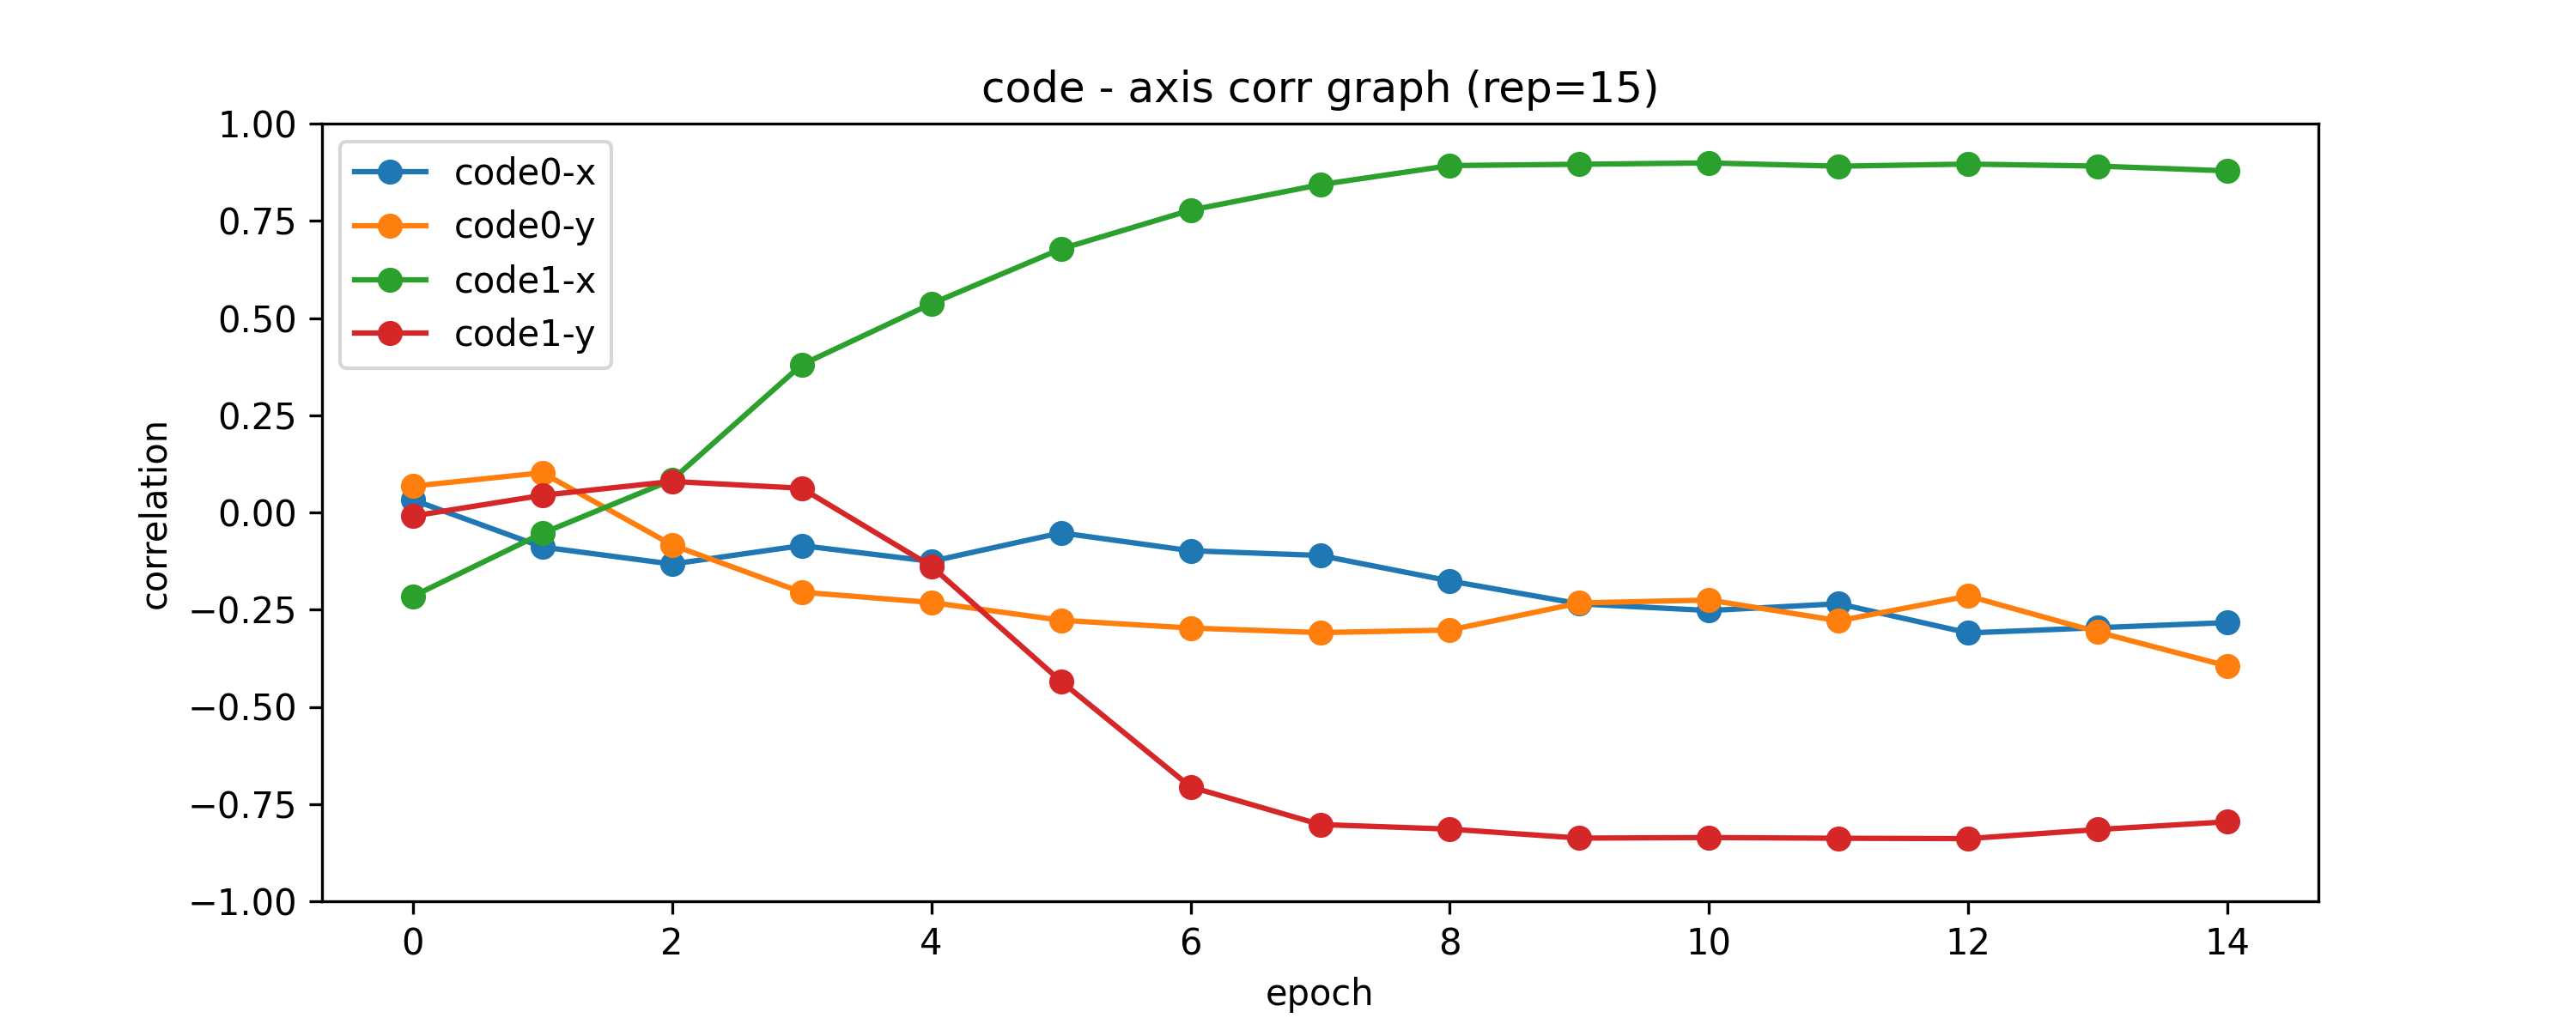 code - axis corr graph (rep=15)
1.00
0.75
0.50
0.25
0.00
−0.25
−0.50
−0.75
−1.00
correlation
code0-x
code0-y
code1-x
code1-y
0 2 4 6 8 10 12 14
epoch